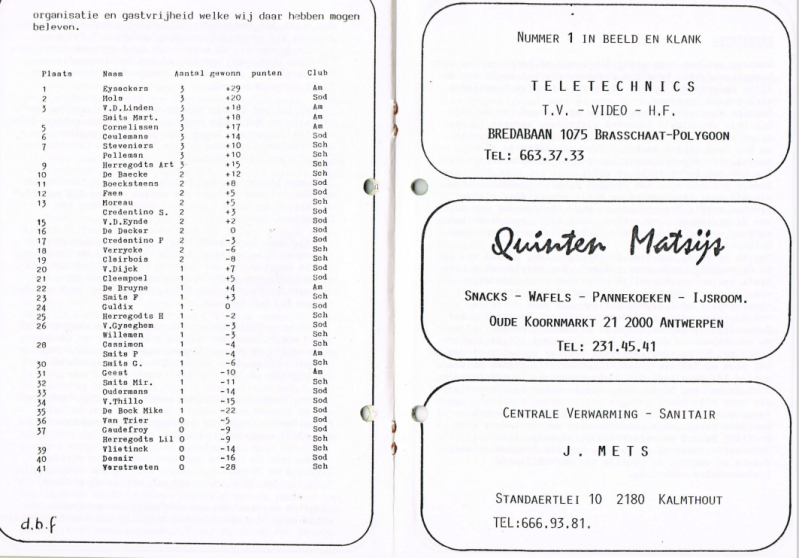 organisatie en gastvrijheid welke wij daar hebben mogen
beleven.
Plaats Naam Aantal gewonn punten Club
1 Eysackers 3 +29 Am
2 Mols 3 +20 Sod
3 V.D.Linden 3 +18 Am
Smits Mart. 3 +18 Am
5 Cornelissen 3 +17 Am
6 Ceulemans 3 +14 Sod
7 Steveniers 3 +10 Sch
Pelleman 3 +10 Sch
9 Herregodts Art 3 +15 Sch
10 De Baecke 2 +12 Sch
11 Boecksteens 2 +8 Sod
12 Faes 2 +5 Sod
13 Moreau 2 +5 Sch
Credentino S. 2 +3 Sod
15 V.D.Eynde 2 +2 Sod
16 De Decker 2 0 Sod
17 Credentino P 2 -3 Sod
18 Verrycke 2 -6 Sch
19 Clairbois 2 -8 Sch
20 V.Dijck 1 +7 Sod
21 Cleempoel 1 +5 Sod
22 De Bruyne 1 +4 Am
23 Smits F 1 +3 Sch
24 Guldix 1 0 Sod
25 Herregodts H 1 -2 Sch
26 V.Gyneghem 1 -3 Sod
Willemen 1 -3 Sch
28 Cassimon 1 -4 Sch
Smits P 1 -4 Am
30 Smits G. 1 -6 Sch
31 Geest 1 -10 Am
32 Smits Mir. 1 -11 Sch
33 Oudermans 1 -14 Sod
34 V.Thillo 1 -15 Sod
35 De Bock Mike 1 -22 Sod
36 Van Trier 0 -5 Sod
37 Gaudefroy 0 -9 Sod
Herregodts Lil 0 -9 Sch
39 Vlietinck 0 -14 Sch
40 Desair 0 -16 Sod
41 Verstraeten 0 -28 Sch
d.b.f
NUMMER 1 IN BEELD EN KLANK
TELETECHNICS
T.V. - VIDEO - H.F.
BREDABAAN 1075 BRASSCHAAT-POLYGOON
TEL: 663.37.33
Quinten Matsijs
SNACKS - WAFELS - PANNEKOEKEN - IJSROOM.
OUDE KOORNMARKT 21 2000 ANTWERPEN
TEL: 231.45.41
CENTRALE VERWARMING - SANITAIR
J. METS
STANDAERTLEI 10 2180 KALMTHOUT
TEL:666.93.81.